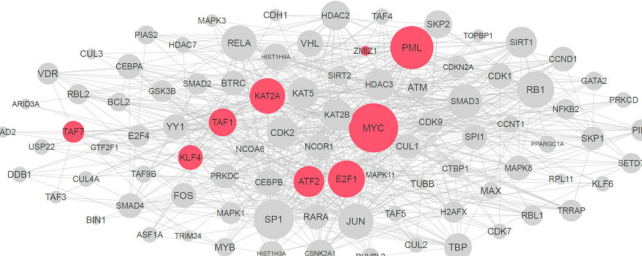 MAPK3
CDH1
HDAC2
TAF4
SKP2
TOPBP1
PIAS2
HDAC7
RELA
VHL
ZMIZ1
PML
SIRT1
CUL3
HIST1H4A
CCND1
CEBPA
SIRT2
CDKN2A
VDR
SMAD2
BTRC
HDAC3
ATM
CDK1
GATA2
RBL2
GSK3B
KAT2A
KAT5
RB1
ARID3A
BCL2
SMAD3
PRKCD
NFKB2
TAF1
KAT2B
YY1
MYC
CDK9
CCNT1
TAF7
E2F4
CDK2
SPI1
SKP1
USP22
GTF2F1
NCOA6
NCOR1
CUL1
PPARGC1A
KLF4
SETD
DDB1
CUL4A
TAF9B
PRKDC
CEBPB
ATF2
E2F1
MAPK11
CTBP1
MAPK8
RPL11
KLF6
TUBB
TAF3
FOS
MAX
SMAD4
MAPK1
SP1
RARA
JUN
TAF5
H2AFX
RBL1
TRRAP
BIN1
ASF1A
TRIM24
CDK7
MYB
HIST1H3A
CSNK2A1
CUL2
TBP